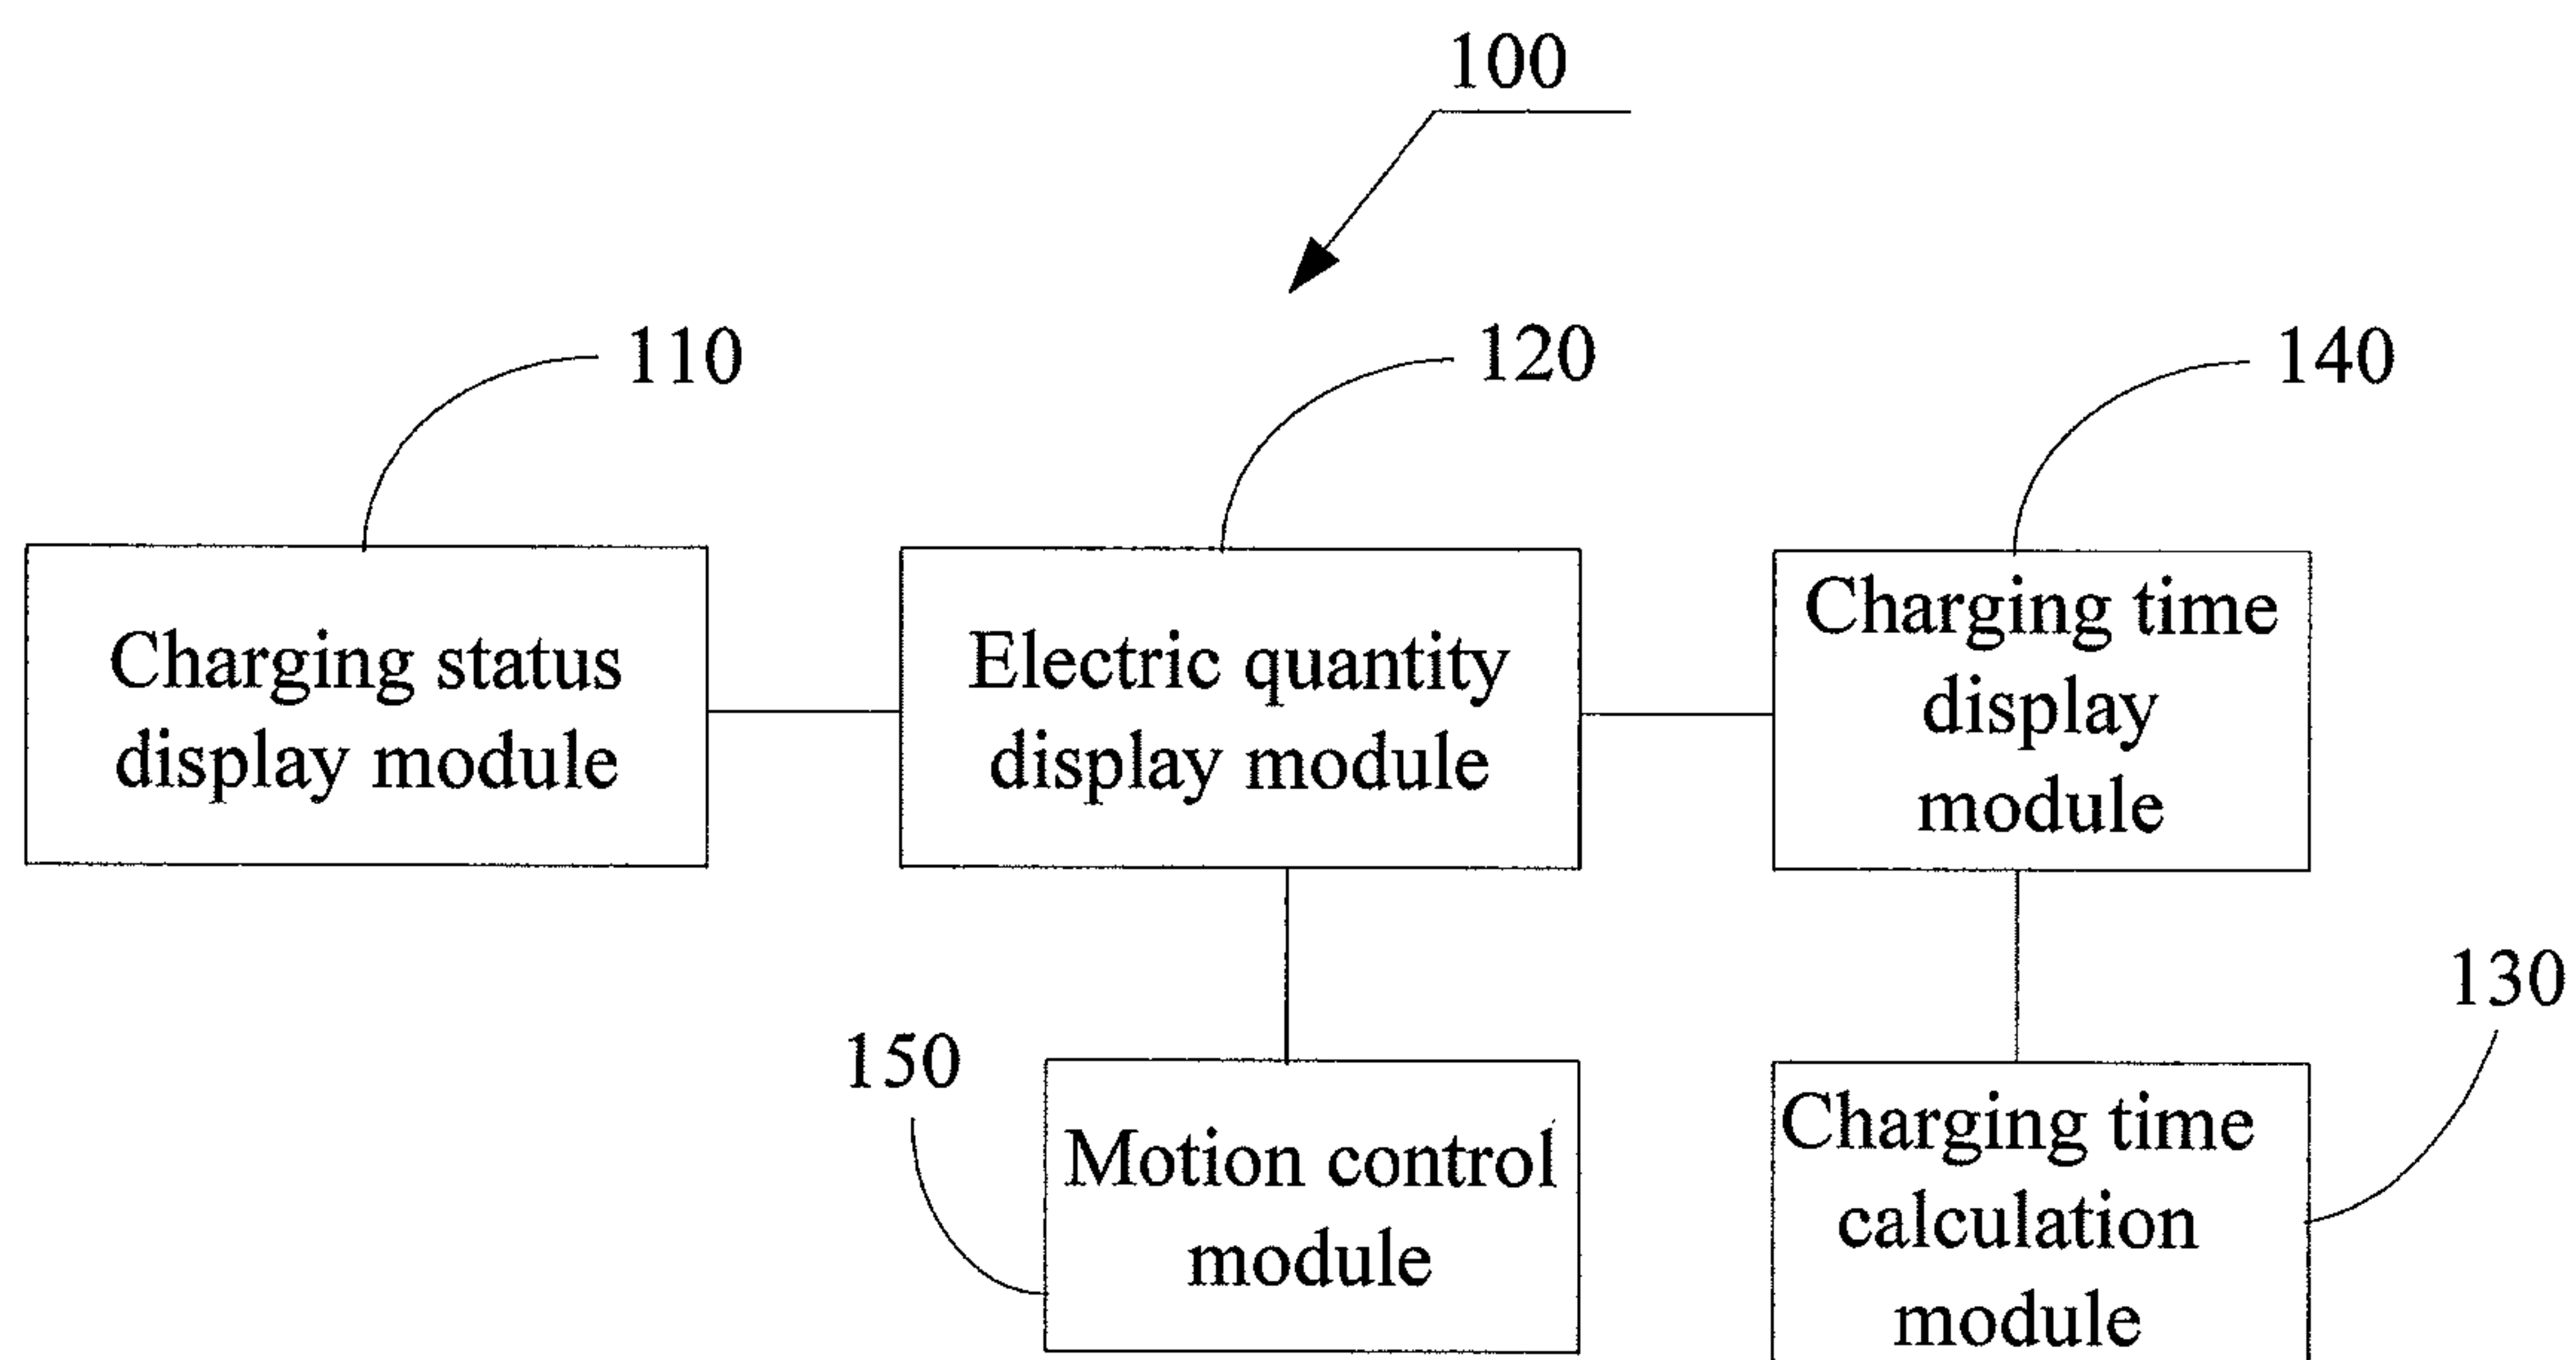 100
110
120
140
Charging status
display module
Electric quantity
display module
Charging time
display
module
130
150
Motion control
module
Charging time
calculation
module